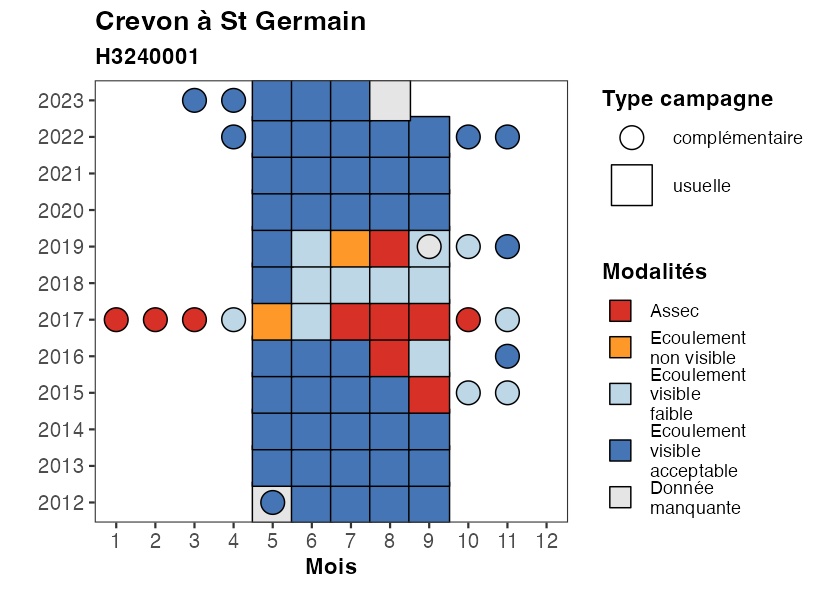 Crevon à St Germain
H3240001
2023
2022
2021
2020
2019
2018
2017
2016
2015
2014
2013
2012
1 2 3 4 5 6 7 8 9 10 11 12
Mois
Type campagne
complémentaire
usuelle
Modalités
Assec
Ecoulement
non visible
Ecoulement
visible
faible
Ecoulement
visible
acceptable
Donnée
manquante